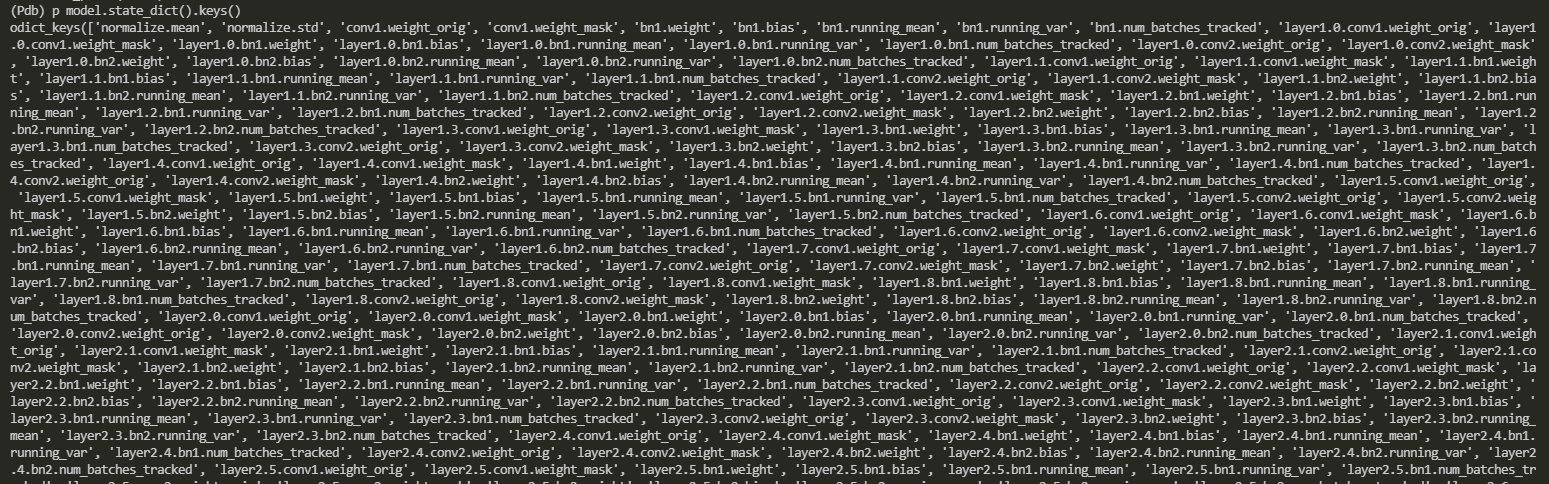 (Pdb) p model.state_dict().keys()
odict_keys(['normalize.mean', 'normalize.std', 'conv1.weight_orig', 'conv1.weight_mask', 'bn1.weight', 'bn1.bias', 'bn1.running_mean', 'bn1.running_var', 'bn1.num_batches_tracked', 'layer1.0.conv1.weight_orig', 'layer1
.0.conv1.weight_mask', 'layer1.0.bn1.weight', 'layer1.0.bn1.bias', 'layer1.0.bn1.running_mean', 'layer1.0.bn1.running_var', 'layer1.0.bn1.num_batches_tracked', 'layer1.0.conv2.weight_orig', 'layer1.0.conv2.weight_mask'
, 'layer1.0.bn2.weight', 'layer1.0.bn2.bias', 'layer1.0.bn2.running_mean', 'layer1.0.bn2.running_var', 'layer1.0.bn2.num_batches_tracked', 'layer1.1.conv1.weight_orig', 'layer1.1.conv1.weight_mask', 'layer1.1.bn1.weigh
t', 'layer1.1.bn1.bias', 'layer1.1.bn1.running_mean', 'layer1.1.bn1.running_var', 'layer1.1.bn1.num_batches_tracked', 'layer1.1.conv2.weight_orig', 'layer1.1.conv2.weight_mask', 'layer1.1.bn2.weight', 'layer1.1.bn2.bia
s', 'layer1.1.bn2.running_mean', 'layer1.1.bn2.running_var', 'layer1.1.bn2.num_batches_tracked', 'layer1.2.conv1.weight_orig', 'layer1.2.conv1.weight_mask', 'layer1.2.bn1.weight', 'layer1.2.bn1.bias', 'layer1.2.bn1.run
ning_mean', 'layer1.2.bn1.running_var', 'layer1.2.bn1.num_batches_tracked', 'layer1.2.conv2.weight_orig', 'layer1.2.conv2.weight_mask', 'layer1.2.bn2.weight', 'layer1.2.bn2.bias', 'layer1.2.bn2.running_mean', 'layer1.2
.bn2.running_var', 'layer1.2.bn2.num_batches_tracked', 'layer1.3.conv1.weight_orig', 'layer1.3.conv1.weight_mask', 'layer1.3.bn1.weight', 'layer1.3.bn1.bias', 'layer1.3.bn1.running_mean', 'layer1.3.bn1.running_var', 'l
ayer1.3.bn1.num_batches_tracked', 'layer1.3.conv2.weight_orig', 'layer1.3.conv2.weight_mask', 'layer1.3.bn2.weight', 'layer1.3.bn2.bias', 'layer1.3.bn2.running_mean', 'layer1.3.bn2.running_var', 'layer1.3.bn2.num_batch
es_tracked', 'layer1.4.conv1.weight_orig', 'layer1.4.conv1.weight_mask', 'layer1.4.bn1.weight', 'layer1.4.bn1.bias', 'layer1.4.bn1.running_mean', 'layer1.4.bn1.running_var', 'layer1.4.bn1.num_batches_tracked', 'layer1.
4.conv2.weight_orig', 'layer1.4.conv2.weight_mask', 'layer1.4.bn2.weight', 'layer1.4.bn2.bias', 'layer1.4.bn2.running_mean', 'layer1.4.bn2.running_var', 'layer1.4.bn2.num_batches_tracked', 'layer1.5.conv1.weight_orig',
 'layer1.5.conv1.weight_mask', 'layer1.5.bn1.weight', 'layer1.5.bn1.bias', 'layer1.5.bn1.running_mean', 'layer1.5.bn1.running_var', 'layer1.5.bn1.num_batches_tracked', 'layer1.5.conv2.weight_orig', 'layer1.5.conv2.weig
ht_mask', 'layer1.5.bn2.weight', 'layer1.5.bn2.bias', 'layer1.5.bn2.running_mean', 'layer1.5.bn2.running_var', 'layer1.5.bn2.num_batches_tracked', 'layer1.6.conv1.weight_orig', 'layer1.6.conv1.weight_mask', 'layer1.6.b
n1.weight', 'layer1.6.bn1.bias', 'layer1.6.bn1.running_mean', 'layer1.6.bn1.running_var', 'layer1.6.bn1.num_batches_tracked', 'layer1.6.conv2.weight_orig', 'layer1.6.conv2.weight_mask', 'layer1.6.bn2.weight', 'layer1.6
.bn2.bias', 'layer1.6.bn2.running_mean', 'layer1.6.bn2.running_var', 'layer1.6.bn2.num_batches_tracked', 'layer1.7.conv1.weight_orig', 'layer1.7.conv1.weight_mask', 'layer1.7.bn1.weight', 'layer1.7.bn1.bias', 'layer1.7
.bn1.running_mean', 'layer1.7.bn1.running_var', 'layer1.7.bn1.num_batches_tracked', 'layer1.7.conv2.weight_orig', 'layer1.7.conv2.weight_mask', 'layer1.7.bn2.weight', 'layer1.7.bn2.bias', 'layer1.7.bn2.running_mean', '
layer1.7.bn2.running_var', 'layer1.7.bn2.num_batches_tracked', 'layer1.8.conv1.weight_orig', 'layer1.8.conv1.weight_mask', 'layer1.8.bn1.weight', 'layer1.8.bn1.bias', 'layer1.8.bn1.running_mean', 'layer1.8.bn1.running_
var', 'layer1.8.bn1.num_batches_tracked', 'layer1.8.conv2.weight_orig', 'layer1.8.conv2.weight_mask', 'layer1.8.bn2.weight', 'layer1.8.bn2.bias', 'layer1.8.bn2.running_mean', 'layer1.8.bn2.running_var', 'layer1.8.bn2.n
um_batches_tracked', 'layer2.0.conv1.weight_orig', 'layer2.0.conv1.weight_mask', 'layer2.0.bn1.weight', 'layer2.0.bn1.bias', 'layer2.0.bn1.running_mean', 'layer2.0.bn1.running_var', 'layer2.0.bn1.num_batches_tracked',
'layer2.0.conv2.weight_orig', 'layer2.0.conv2.weight_mask', 'layer2.0.bn2.weight', 'layer2.0.bn2.bias', 'layer2.0.bn2.running_mean', 'layer2.0.bn2.running_var', 'layer2.0.bn2.num_batches_tracked', 'layer2.1.conv1.weigh
t_orig', 'layer2.1.conv1.weight_mask', 'layer2.1.bn1.weight', 'layer2.1.bn1.bias', 'layer2.1.bn1.running_mean', 'layer2.1.bn1.running_var', 'layer2.1.bn1.num_batches_tracked', 'layer2.1.conv2.weight_orig', 'layer2.1.co
nv2.weight_mask', 'layer2.1.bn2.weight', 'layer2.1.bn2.bias', 'layer2.1.bn2.running_mean', 'layer2.1.bn2.running_var', 'layer2.1.bn2.num_batches_tracked', 'layer2.2.conv1.weight_orig', 'layer2.2.conv1.weight_mask', 'la
yer2.2.bn1.weight', 'layer2.2.bn1.bias', 'layer2.2.bn1.running_mean', 'layer2.2.bn1.running_var', 'layer2.2.bn1.num_batches_tracked', 'layer2.2.conv2.weight_orig', 'layer2.2.conv2.weight_mask', 'layer2.2.bn2.weight', '
layer2.2.bn2.bias', 'layer2.2.bn2.running_mean', 'layer2.2.bn2.running_var', 'layer2.2.bn2.num_batches_tracked', 'layer2.3.conv1.weight_orig', 'layer2.3.conv1.weight_mask', 'layer2.3.bn1.weight', 'layer2.3.bn1.bias', '
layer2.3.bn1.running_mean', 'layer2.3.bn1.running_var', 'layer2.3.bn1.num_batches_tracked', 'layer2.3.conv2.weight_orig', 'layer2.3.conv2.weight_mask', 'layer2.3.bn2.weight', 'layer2.3.bn2.bias', 'layer2.3.bn2.running_
mean', 'layer2.3.bn2.running_var', 'layer2.3.bn2.num_batches_tracked', 'layer2.4.conv1.weight_orig', 'layer2.4.conv1.weight_mask', 'layer2.4.bn1.weight', 'layer2.4.bn1.bias', 'layer2.4.bn1.running_mean', 'layer2.4.bn1.
running_var', 'layer2.4.bn1.num_batches_tracked', 'layer2.4.conv2.weight_orig', 'layer2.4.conv2.weight_mask', 'layer2.4.bn2.weight', 'layer2.4.bn2.bias', 'layer2.4.bn2.running_mean', 'layer2.4.bn2.running_var', 'layer2
.4.bn2.num_batches_tracked', 'layer2.5.conv1.weight_orig', 'layer2.5.conv1.weight_mask', 'layer2.5.bn1.weight', 'layer2.5.bn1.bias', 'layer2.5.bn1.running_mean', 'layer2.5.bn1.running_var', 'layer2.5.bn1.num_batches_tr